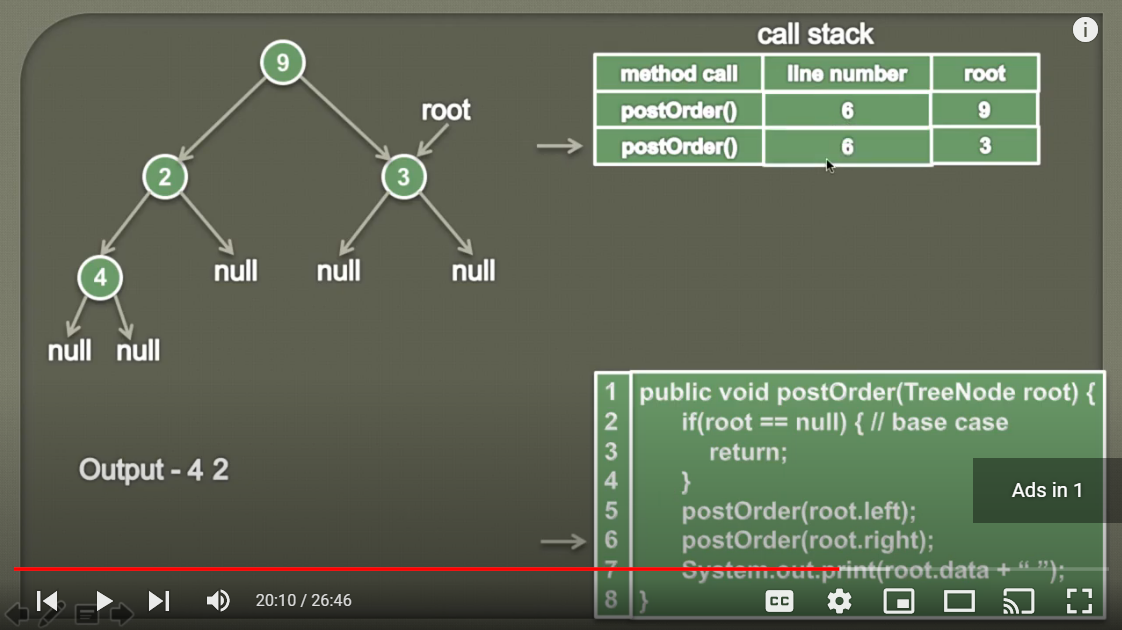 call stack
method call line number root
postOrder() 6 9
postOrder() 6 3
9
root
2 3
4 null null null
null null
Output - 4 2
1 public void postOrder(TreeNode root) {
2 if(root == null) { // base case
3 return;
4 }
5 postOrder(root.left);
6 postOrder(root.right);
7 System.out.print(root.data + “ ”);
8 }
Ads in 1
20:10 / 26:46
CC